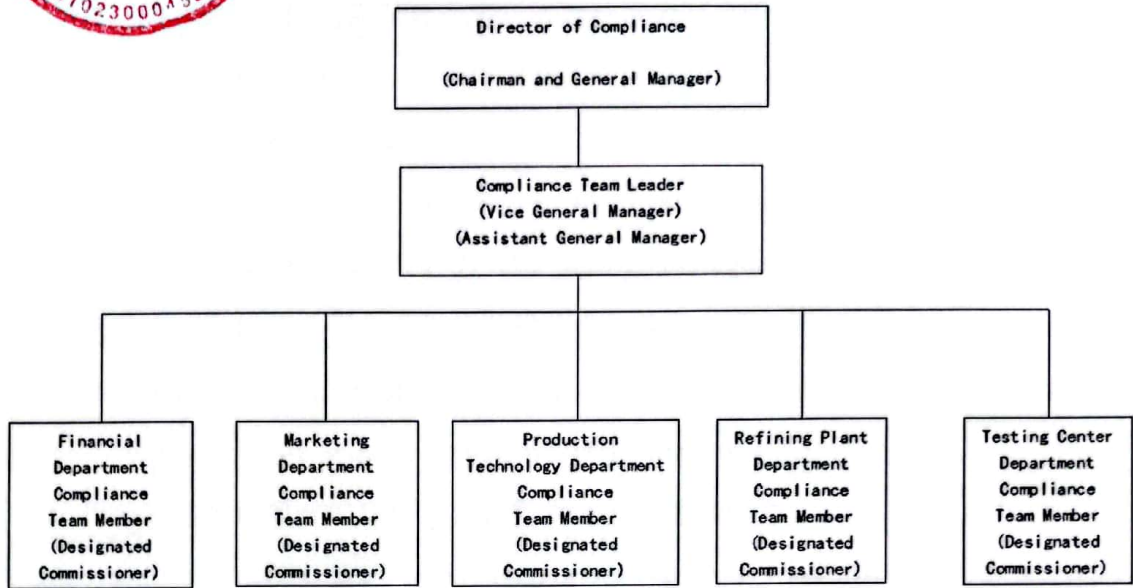 Director of Compliance
(Chairman and General Manager)
Compliance Team Leader
(Vice General Manager)
(Assistant General Manager)
Financial
Department
Compliance
Team Member
(Designated
Commissioner)
Marketing
Department
Compliance
Team Member
(Designated
Commissioner)
Production
Technology Department
Compliance
Team Member
(Designated
Commissioner)
Refining Plant
Department
Compliance
Team Member
(Designated
Commissioner)
Testing Center
Department
Compliance
Team Member
(Designated
Commissioner)